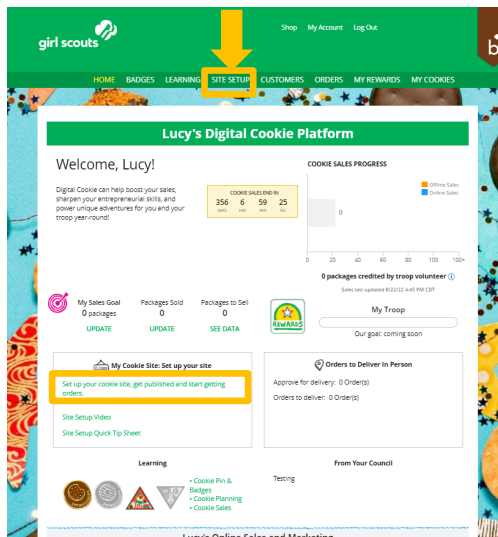 girl scouts
Shop My Account Log Out
b
HOME BADGES LEARNING SITE SETUP CUSTOMERS ORDERS MY REWARDS MY COOKIES
Lucy's Digital Cookie Platform
Welcome, Lucy!
Digital Cookie can help boost your sales,
sharpen your entrepreneurial skills, and
power unique adventures for you and your
troop year-round!
COOKIE SALES END IN
356 6 59 25
DAYS HRS MIN SEC
COOKIE SALES PROGRESS
Offline Sales
Online Sales
0
0 20 40 60 80 100 100+
0 packages credited by troop volunteer
Sales last updated 8/22/22 4:45 PM CDT
My Sales Goal
0 packages
UPDATE
Packages Sold
0
UPDATE
Packages to Sell
0
SEE DATA
REWARDS
My Troop
Our goal: coming soon
CLOSED
My Cookie Site: Set up your site
Set up your cookie site, get published and start getting
orders.
Site Setup Video
Site Setup Quick Tip Sheet
Orders to Deliver In Person
Approve for delivery: 0 Order(s)
Orders to deliver: 0 Order(s)
Learning
• Cookie Pin &
Badges
• Cookie Planning
• Cookie Sales
From Your Council
Testing
Lucy's Online Sales and Marketing